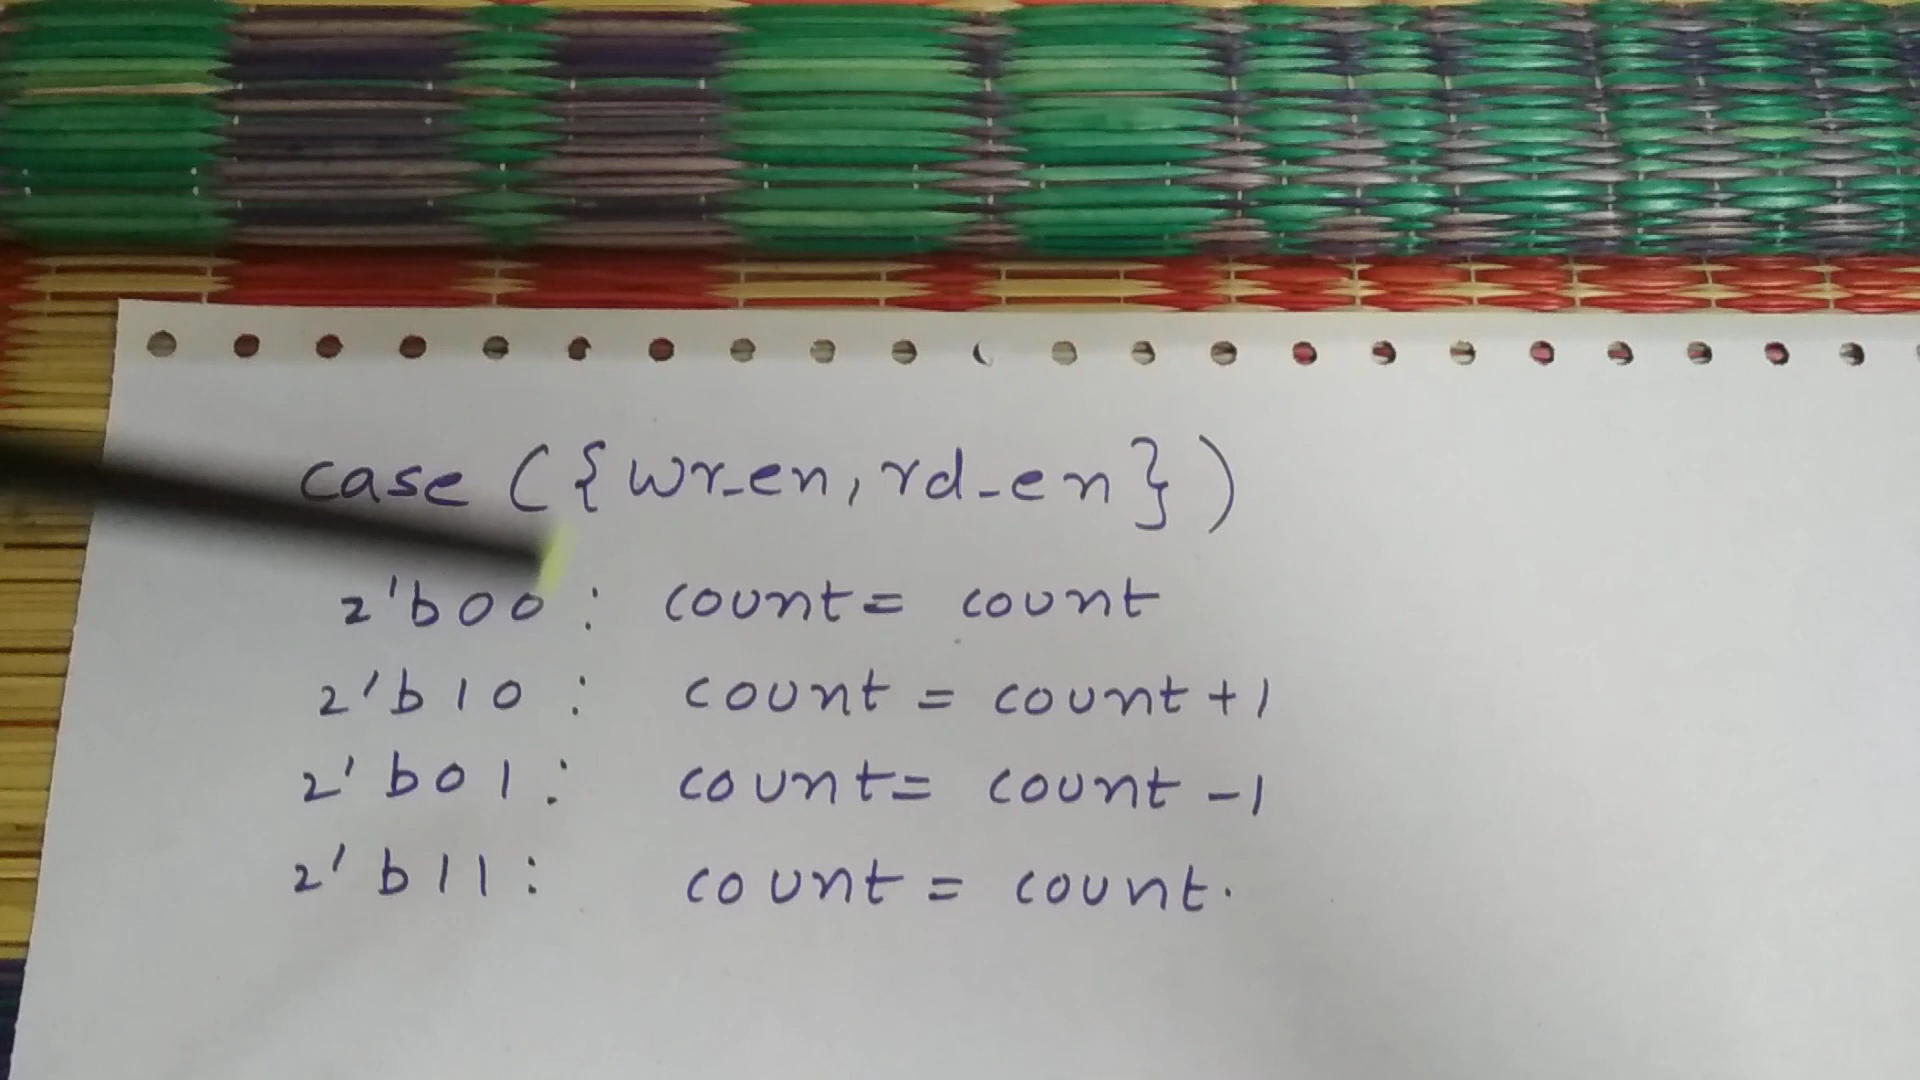 case ({wr_en, rd_en})
2'b00: count = count
2'b10: count = count +1
2'b01: count = count -1
2'b11: count = count.